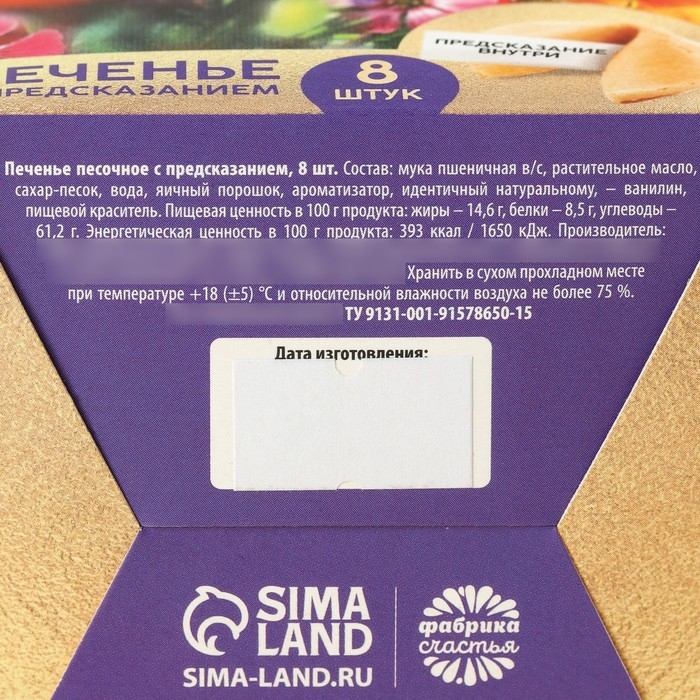 ПРЕДСКАЗАНИЕ
ВНУТРИ
ЕЧЕНЬЕ
РЕДСКАЗАНИЕМ
8
ШТУК
Печенье песочное с предсказанием, 8 шт. Состав: мука пшеничная в/с, растительное масло,
сахар-песок, вода, яичный порошок, ароматизатор, идентичный натуральному, – ванилин,
пищевой краситель. Пищевая ценность в 100 г продукта: жиры – 14,6 г, белки – 8,5 г, углеводы –
61,2 г. Энергетическая ценность в 100 г продукта: 393 ккал / 1650 кДж. Производитель:
Хранить в сухом прохладном месте
при температуре +18 (±5) °С и относительной влажности воздуха не более 75 %.
ТУ 9131-001-91578650-15
Дата изготовления:
SIMA
LAND
SIMA-LAND.RU
фабрика
счастья